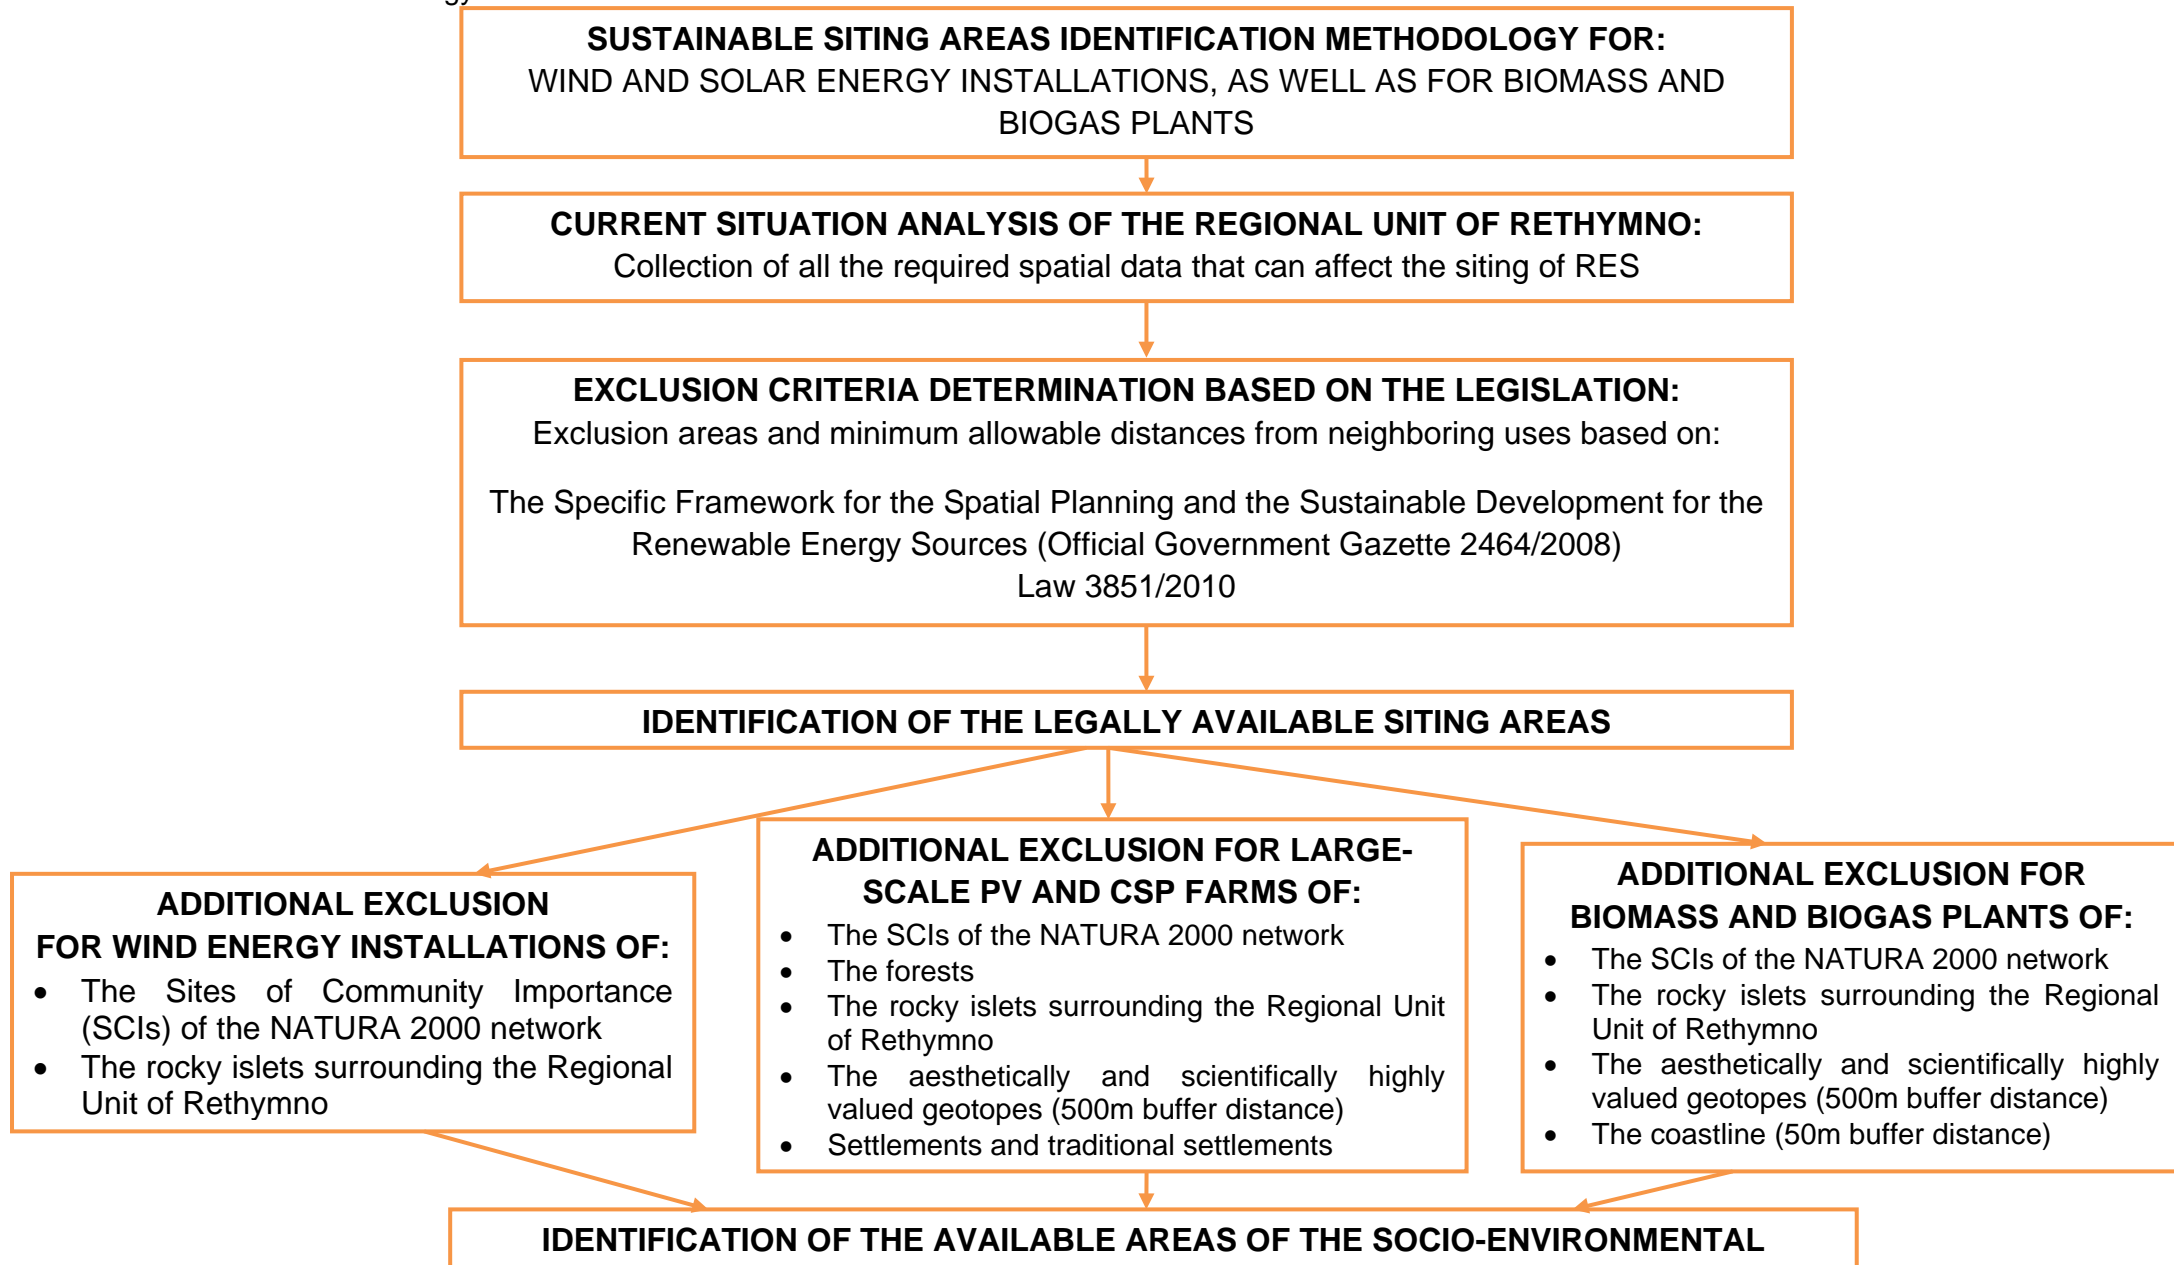 gy
SUSTAINABLE SITING AREAS IDENTIFICATION METHODOLOGY FOR:
WIND AND SOLAR ENERGY INSTALLATIONS, AS WELL AS FOR BIOMASS AND
BIOGAS PLANTS
CURRENT SITUATION ANALYSIS OF THE REGIONAL UNIT OF RETHYMNO:
Collection of all the required spatial data that can affect the siting of RES
EXCLUSION CRITERIA DETERMINATION BASED ON THE LEGISLATION:
Exclusion areas and minimum allowable distances from neighboring uses based on:
The Specific Framework for the Spatial Planning and the Sustainable Development for the
Renewable Energy Sources (Official Government Gazette 2464/2008)
Law 3851/2010
IDENTIFICATION OF THE LEGALLY AVAILABLE SITING AREAS
ADDITIONAL EXCLUSION
FOR WIND ENERGY INSTALLATIONS OF:
• The Sites of Community Importance
(SCIs) of the NATURA 2000 network
• The rocky islets surrounding the Regional
Unit of Rethymno
ADDITIONAL EXCLUSION FOR LARGE-
SCALE PV AND CSP FARMS OF:
• The SCIs of the NATURA 2000 network
• The forests
• The rocky islets surrounding the Regional Unit
of Rethymno
• The aesthetically and scientifically highly
valued geotopes (500m buffer distance)
• Settlements and traditional settlements
ADDITIONAL EXCLUSION FOR
BIOMASS AND BIOGAS PLANTS OF:
• The SCIs of the NATURA 2000 network
• The rocky islets surrounding the Regional
Unit of Rethymno
• The aesthetically and scientifically highly
valued geotopes (500m buffer distance)
• The coastline (50m buffer distance)
IDENTIFICATION OF THE AVAILABLE AREAS OF THE SOCIO-ENVIRONMENTAL